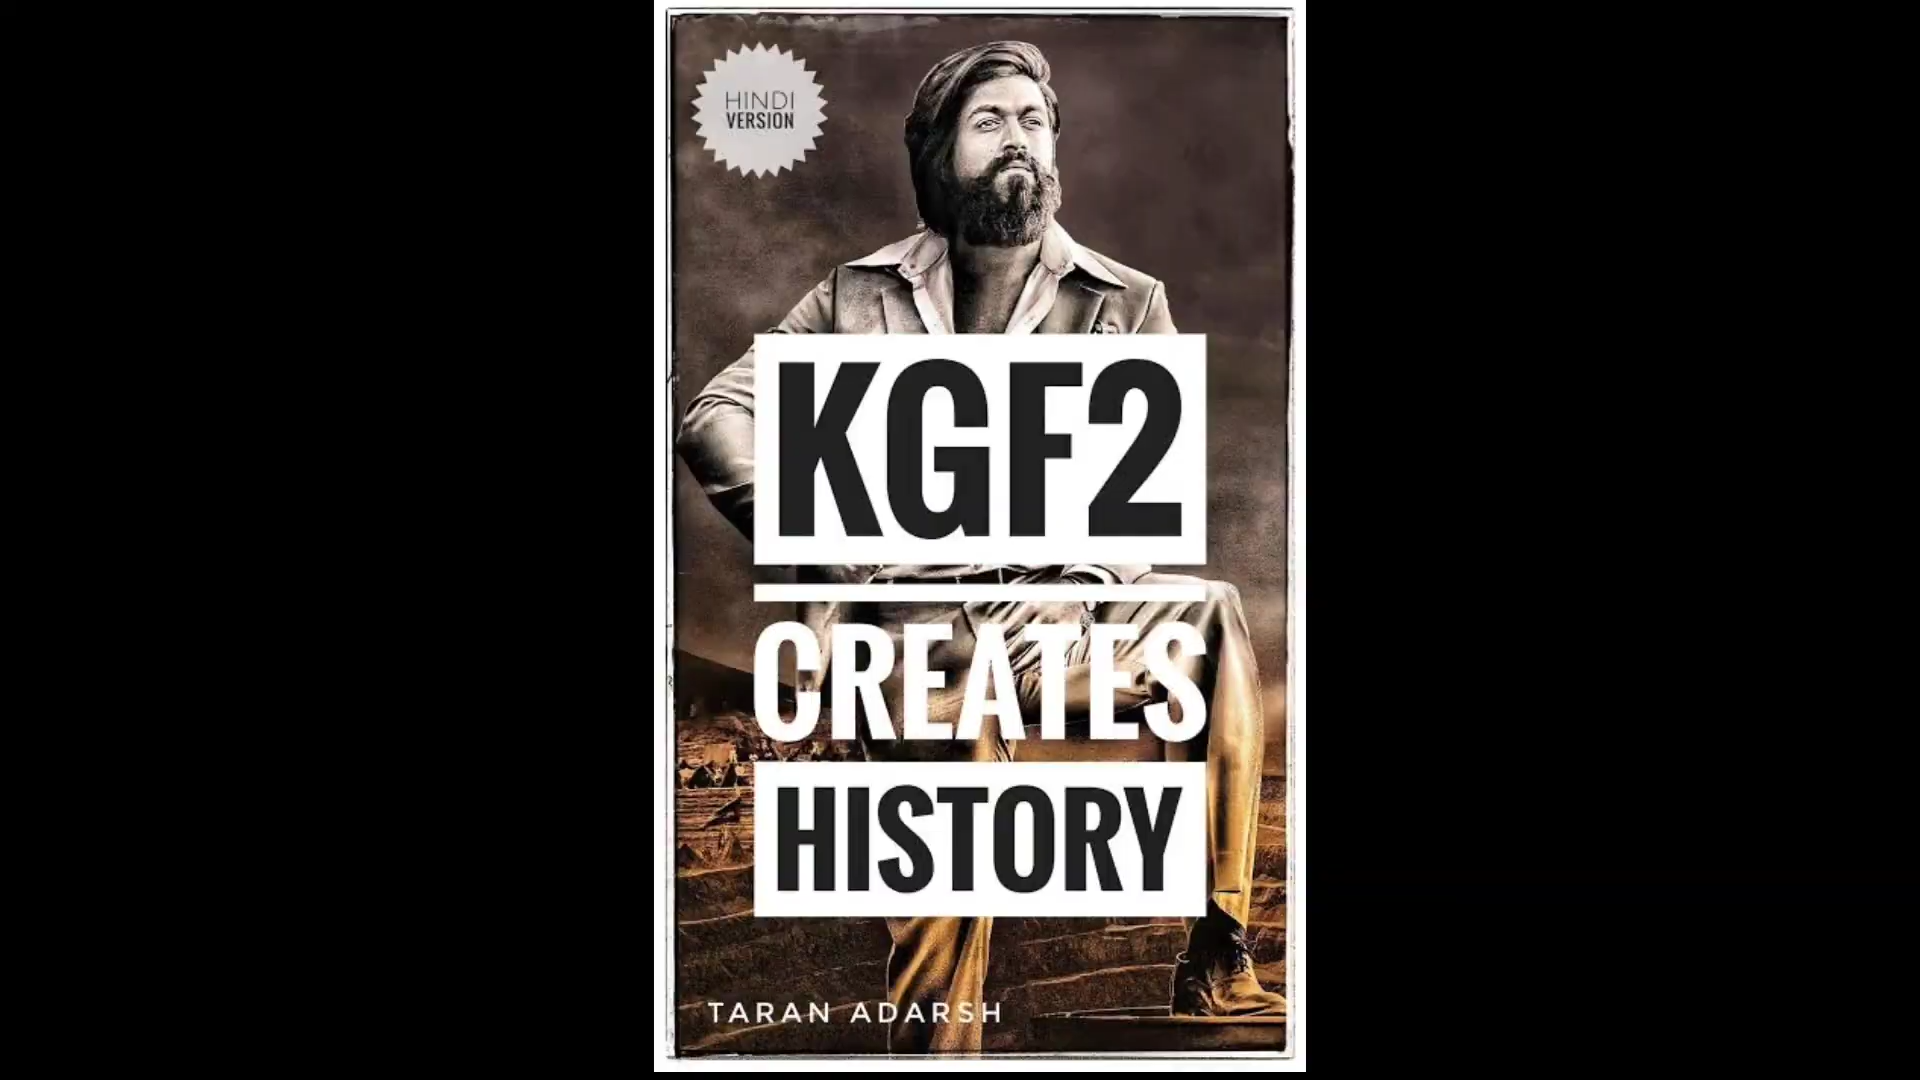 HINDI
VERSION
KGF2
CREATES
HISTORY
TARAN ADARSH